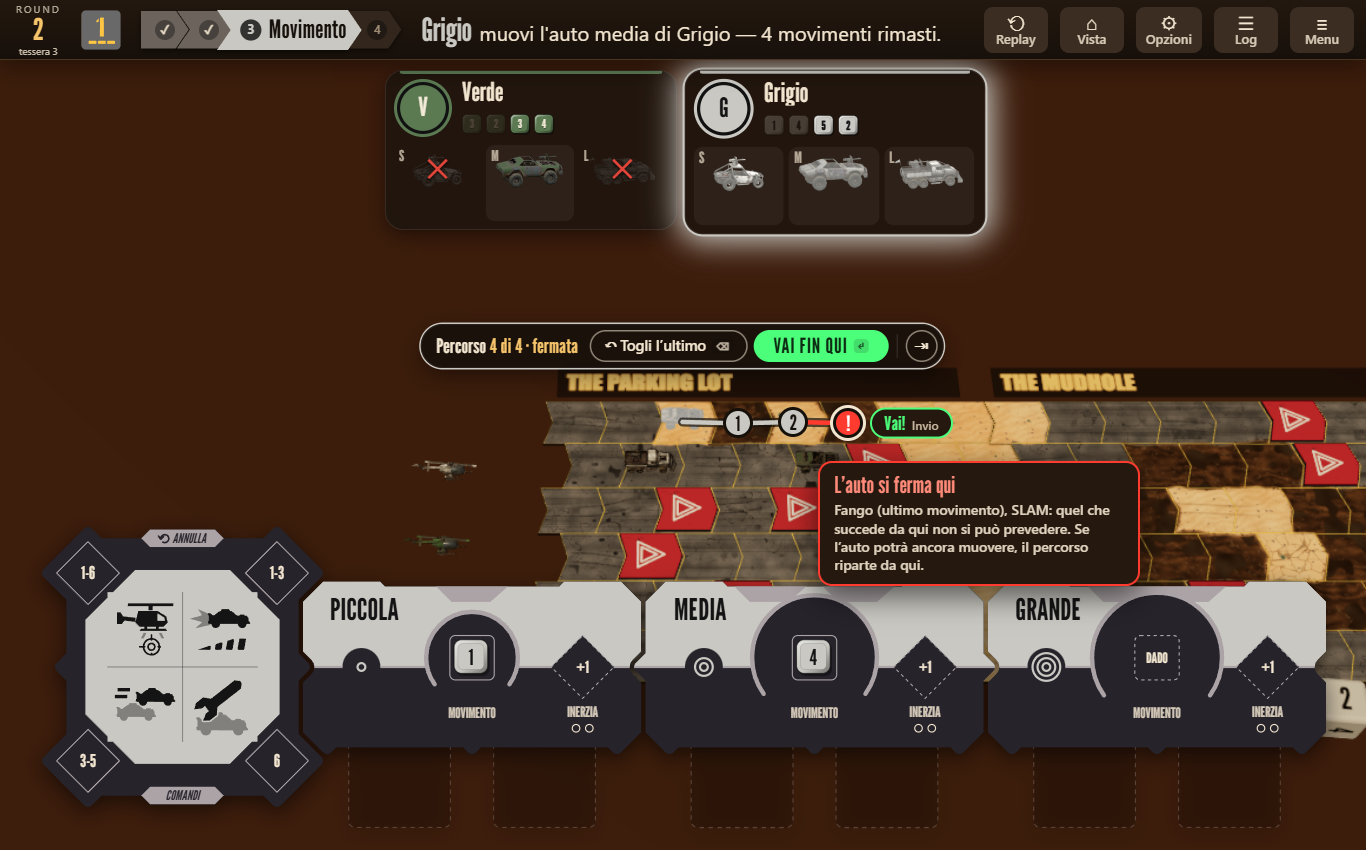 ROUND
2
tessera 3
1
3 Movimento
4
Grigio muovi l'auto media di Grigio — 4 movimenti rimasti.
Replay
Vista
Opzioni
Log
Menu
V
Verde
3 2 3 4
S
M
L
G
Grigio
1 4 5 2
S
M
L
Percorso 4 di 4 · fermata
Togli l'ultimo
VAI FIN QUI
THE PARKING LOT
THE MUDHOLE
1
2
!
Vai! Invio
L'auto si ferma qui
Fango (ultimo movimento), SLAM: quel che
succede da qui non si può prevedere. Se
l'auto potrà ancora muovere, il percorso
riparte da qui.
ANNULLA
1-6
1-3
3-5
6
COMANDI
PICCOLA
1
+1
MOVIMENTO
INERZIA
MEDIA
4
+1
MOVIMENTO
INERZIA
GRANDE
DADO
+1
MOVIMENTO
INERZIA
2